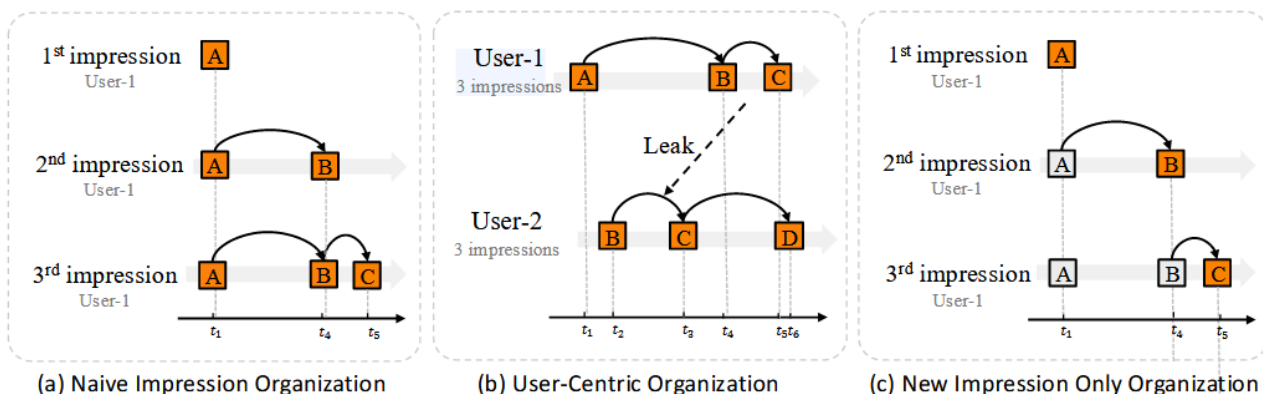 1st impression
User-1
A
2nd impression
User-1
A B
3rd impression
User-1
A B C
t1 t4 t5
(a) Naive Impression Organization
User-1
3 impressions
A B C
Leak
User-2
3 impressions
B C D
t1 t2 t3 t4 t5 t6
(b) User-Centric Organization
1st impression
User-1
A
2nd impression
User-1
A B
3rd impression
User-1
A B C
t1 t4 t5
(c) New Impression Only Organization